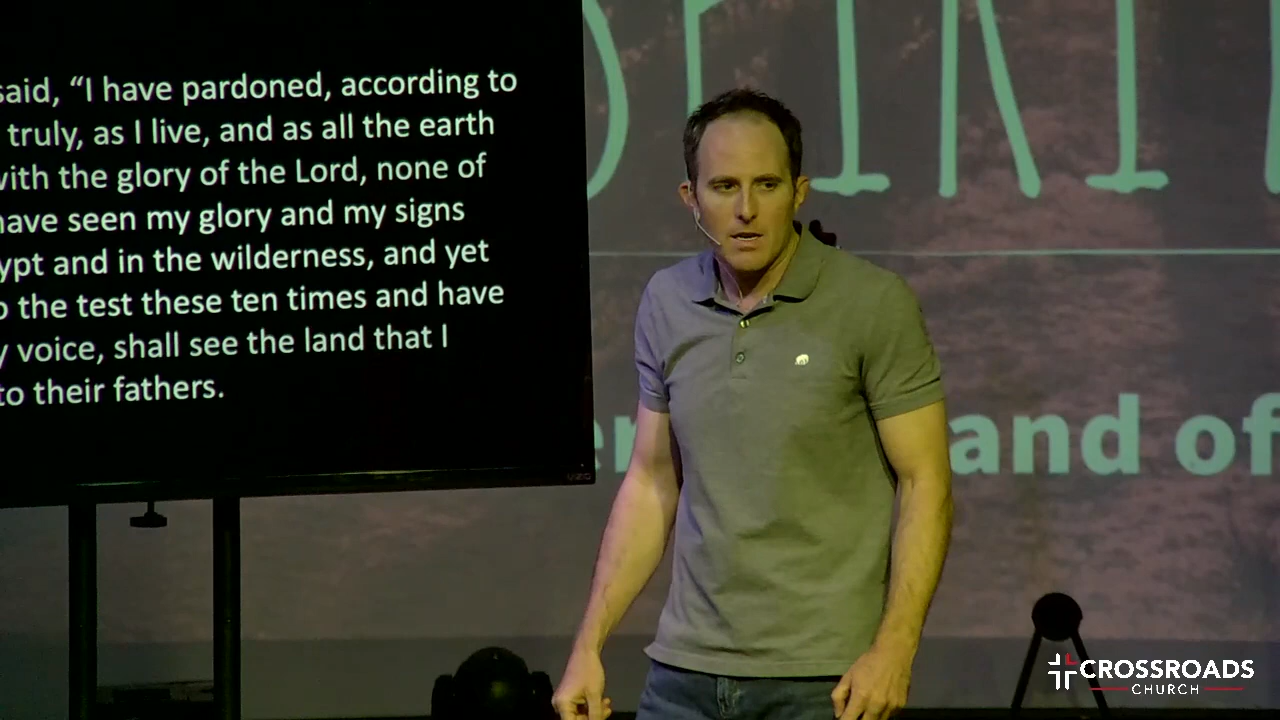 said, “I have pardoned, according to
truly, as I live, and as all the earth
with the glory of the Lord, none of
have seen my glory and my signs
ypt and in the wilderness, and yet
o the test these ten times and have
y voice, shall see the land that I
to their fathers.
SPIRI
and of
VIZIO
CROSSROADS
CHURCH